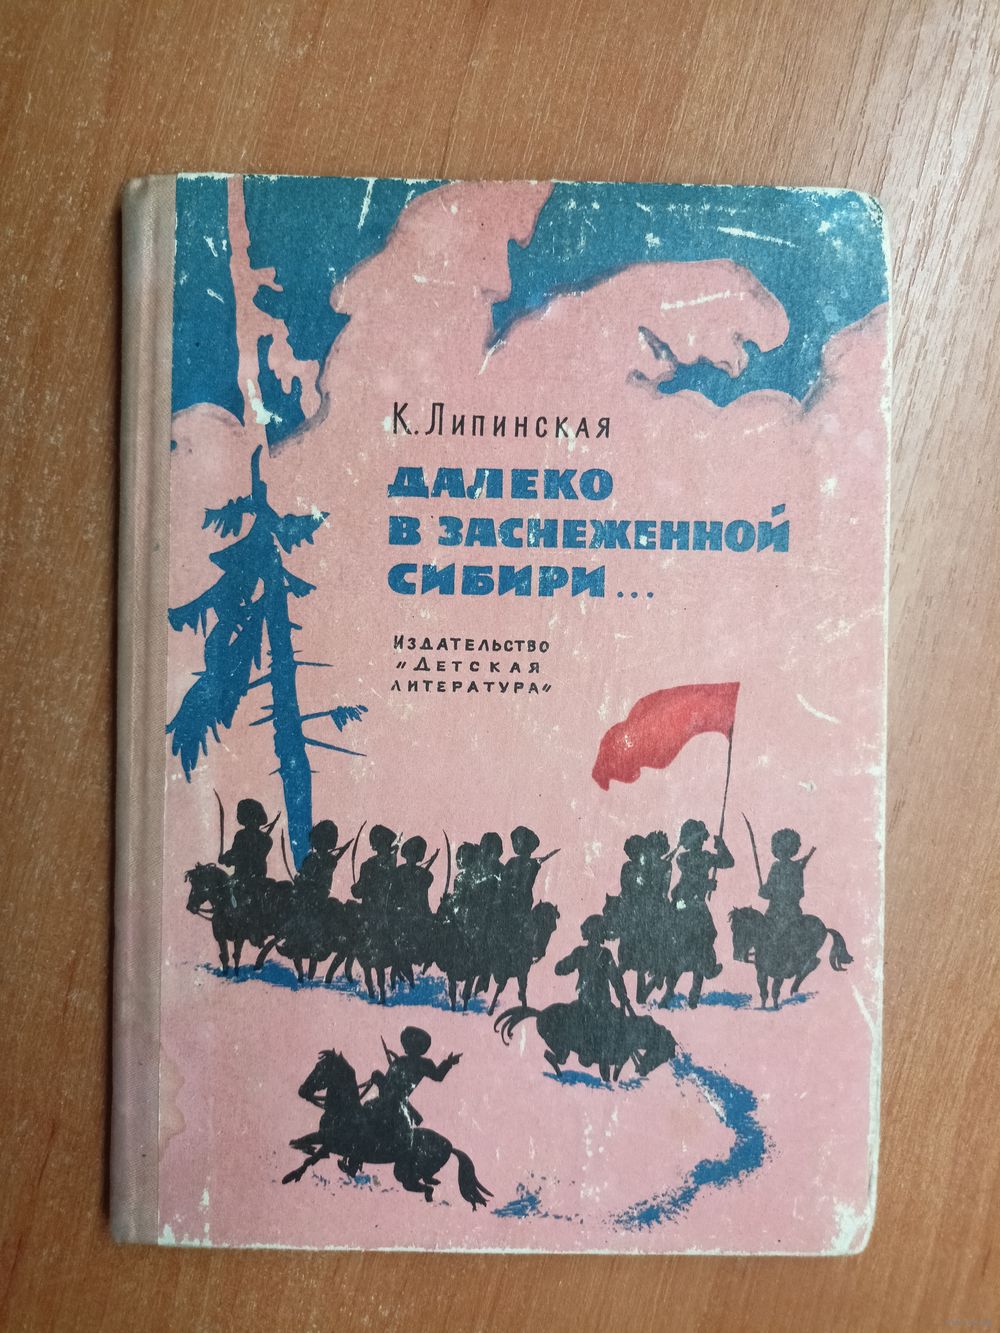 К. Липинская
ДАЛЕКО
В ЗАСНЕЖЕННОЙ
СИБИРИ...
Издательство
"Детская
литература"